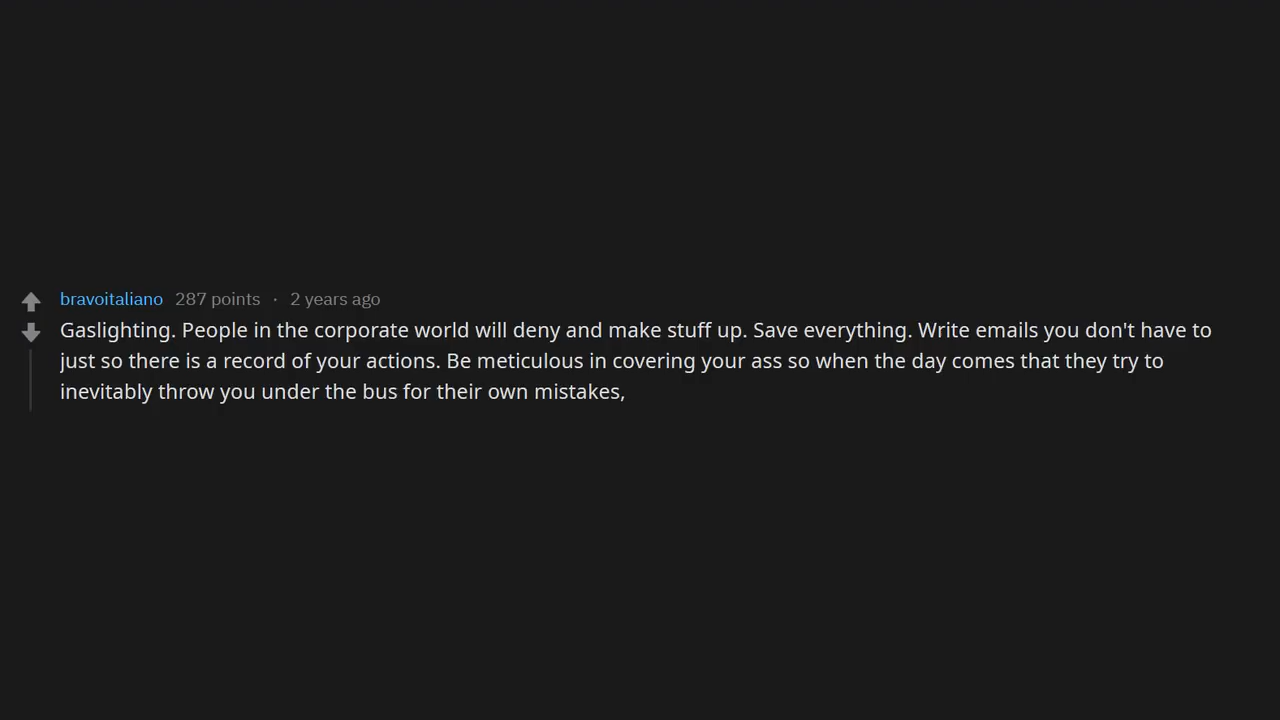 bravoitaliano 287 points · 2 years ago
Gaslighting. People in the corporate world will deny and make stuff up. Save everything. Write emails you don't have to
just so there is a record of your actions. Be meticulous in covering your ass so when the day comes that they try to
inevitably throw you under the bus for their own mistakes,